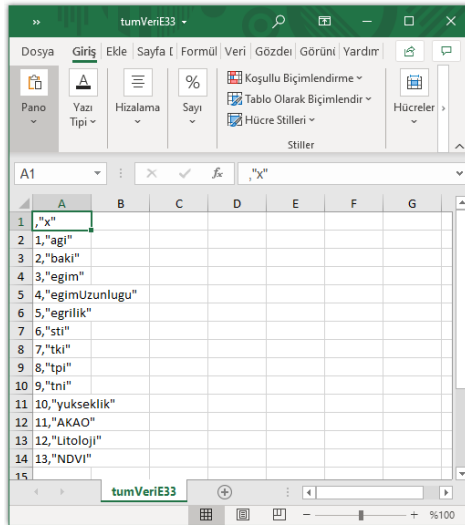 tumVeriE33
Dosya Giriş Ekle Sayfa Formül Veri Gözde Görünü Yardım
Pano
Yazı Tipi
Hizalama
%
Sayı
Koşullu Biçimlendirme
Tablo Olarak Biçimlendir
Hücre Stilleri
Stiller
Hücreler
A1 fx ,"x"
A B C D E F G
1 ,"x"
2 1,"agi"
3 2,"baki"
4 3,"egim"
5 4,"egimUzunlugu"
6 5,"egrilik"
7 6,"sti"
8 7,"tki"
9 8,"tpi"
10 9,"tni"
11 10,"yukseklik"
12 11,"AKAO"
13 12,"Litoloji"
14 13,"NDVI"
15
tumVeriE33
%100